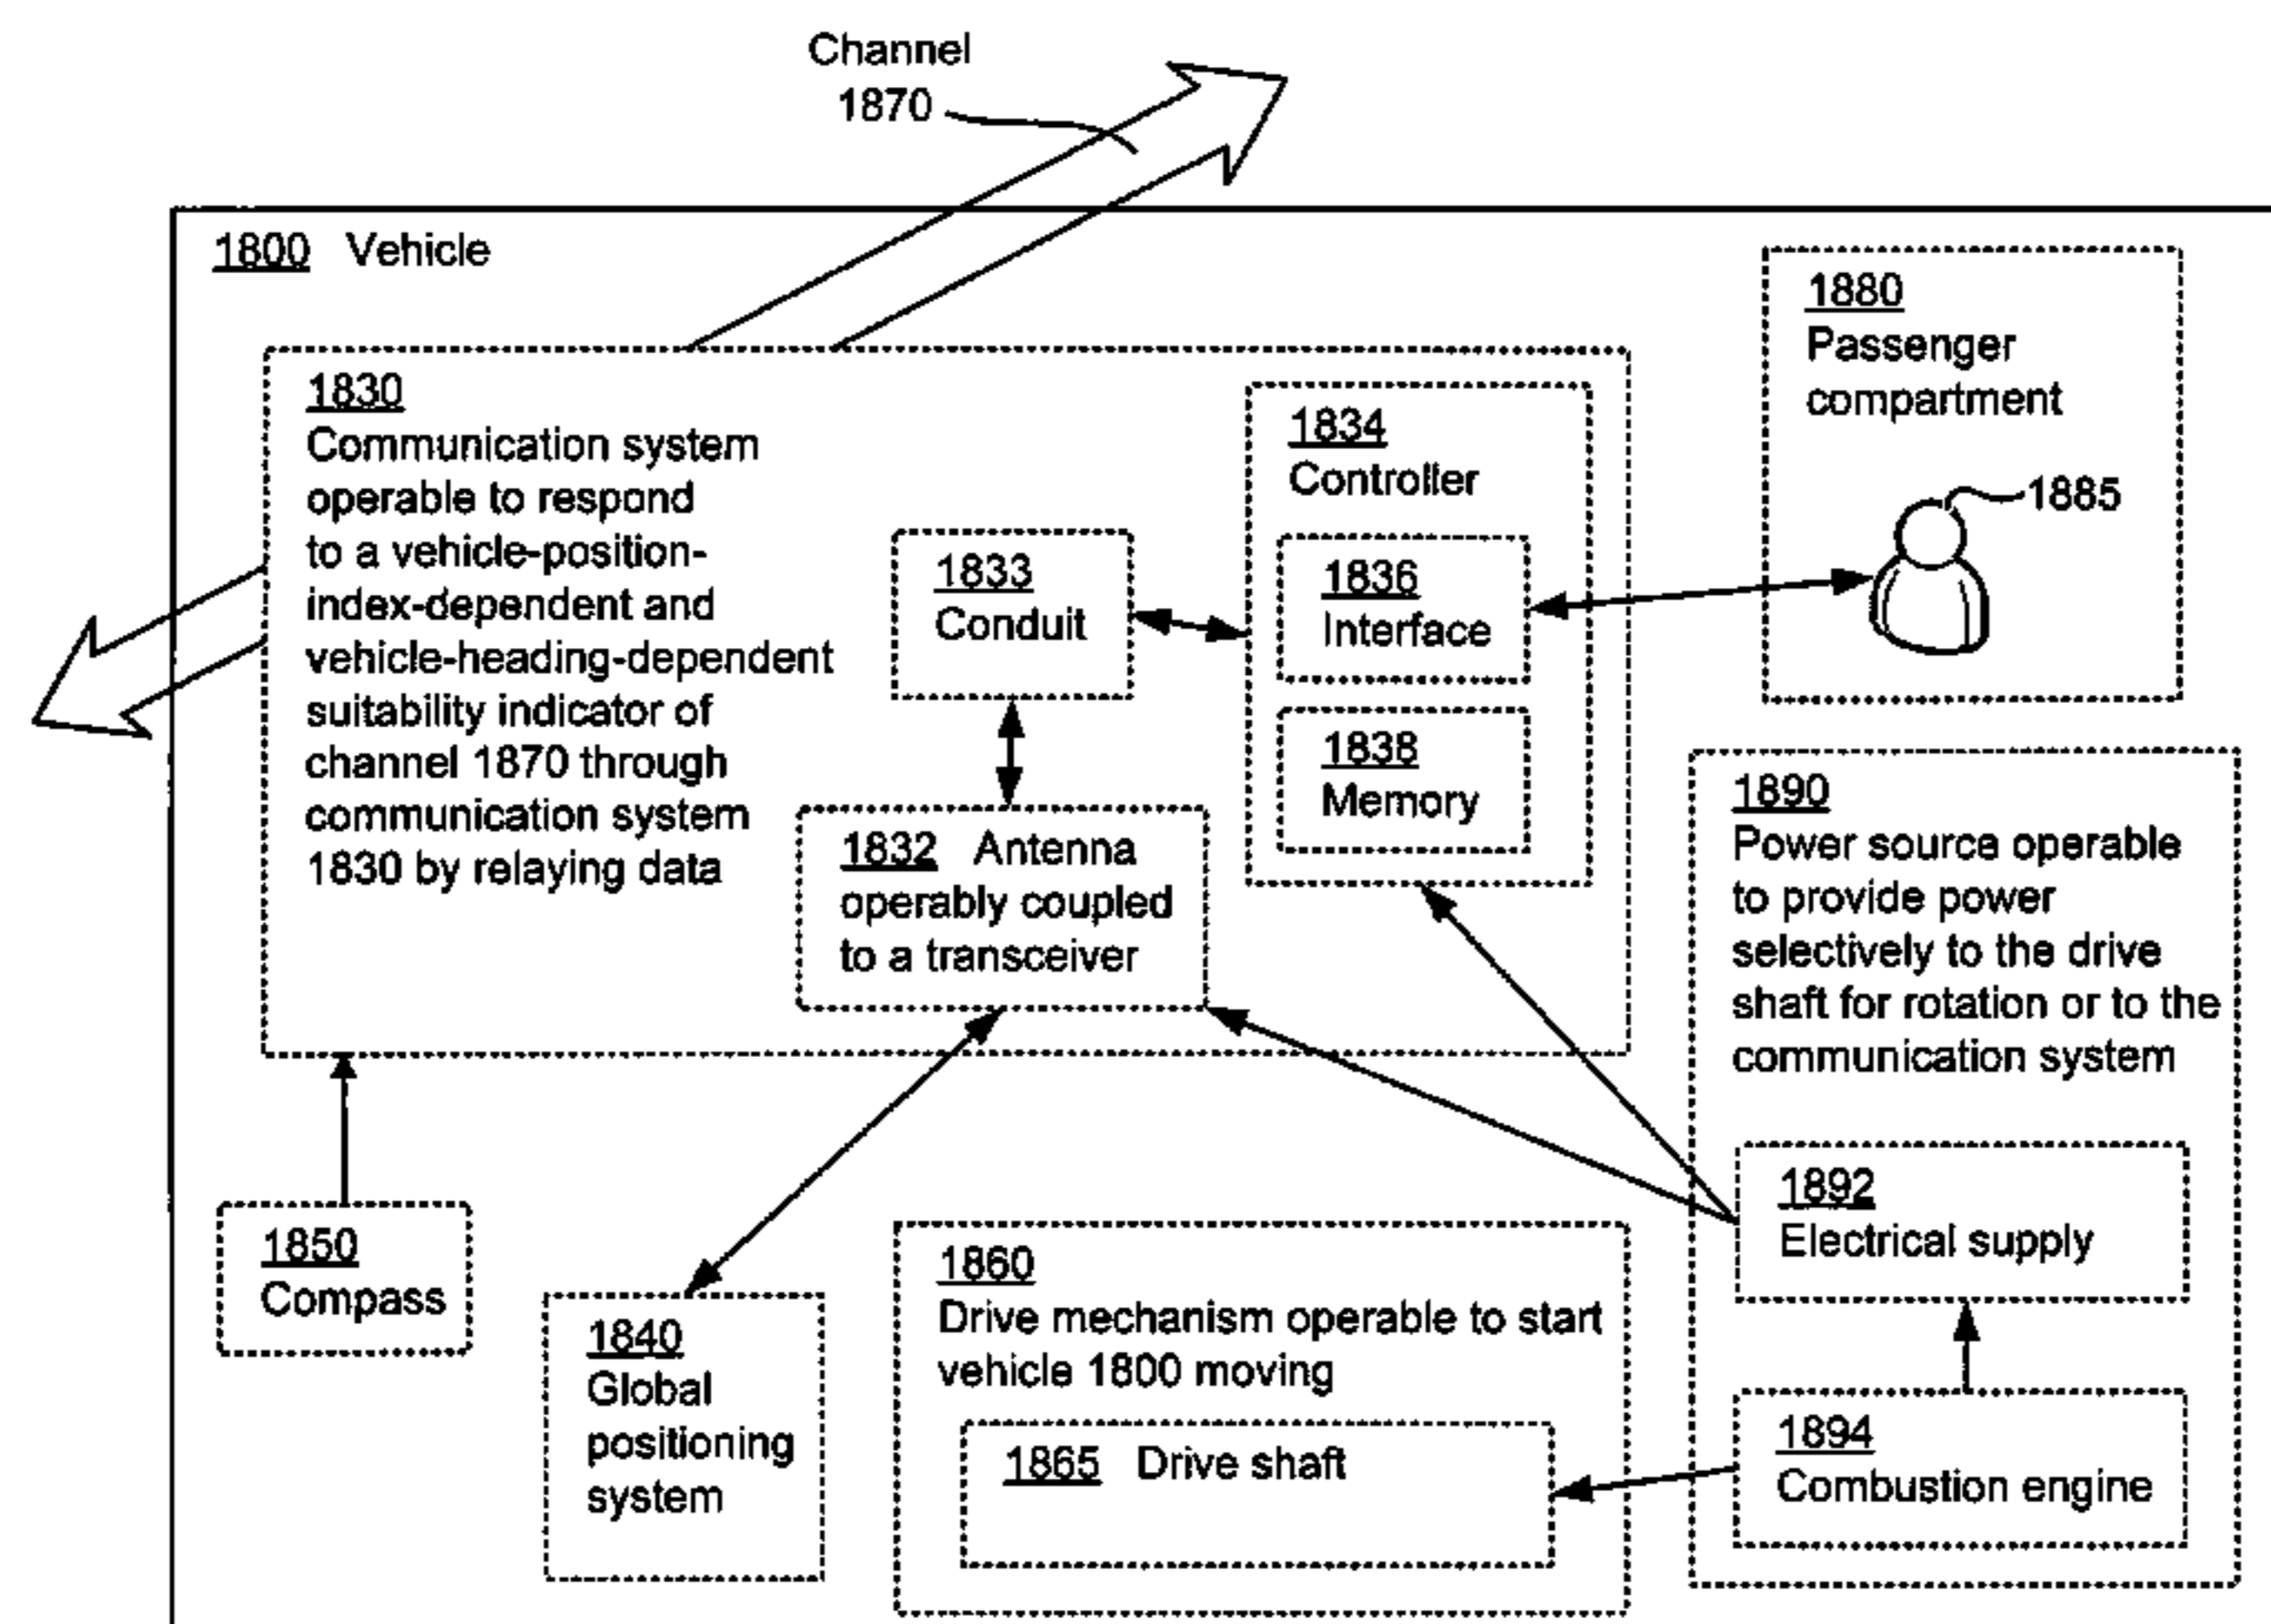 Channel
1870
1800 Vehicle
1830
Communication system
operable to respond
to a vehicle-position-
index-dependent and
vehicle-heading-dependent
suitability indicator of
channel 1870 through
communication system
1830 by relaying data
1833
Conduit
1832 Antenna
operably coupled
to a transceiver
1834
Controller
1836
Interface
1838
Memory
1880
Passenger
compartment
1885
1890
Power source operable
to provide power
selectively to the drive
shaft for rotation or to the
communication system
1892
Electrical supply
1894
Combustion engine
1850
Compass
1840
Global
positioning
system
1860
Drive mechanism operable to start
vehicle 1800 moving
1865 Drive shaft